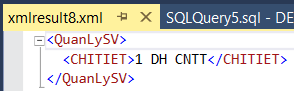 xmlresult8.xml SQLQuery5.sql - DE
<QuanLySV>
<CHITIET>1 DH CNTT</CHITIET>
</QuanLySV>